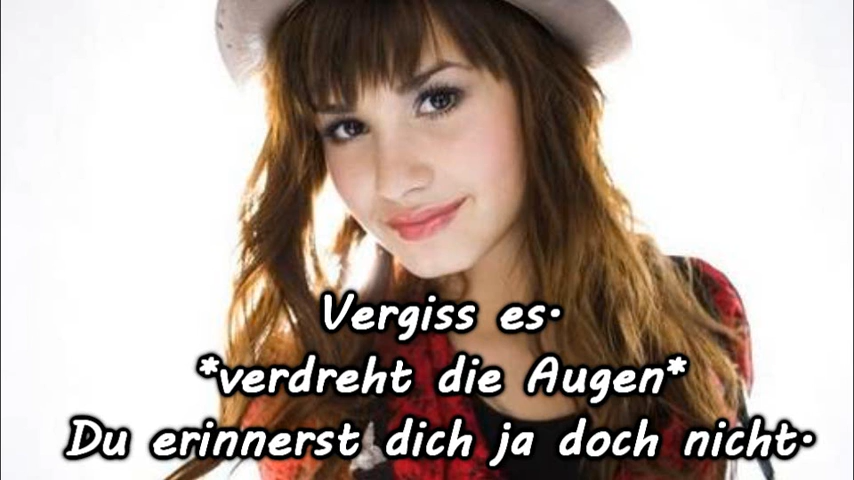 Vergiss es.
*verdreht die Augen*
Du erinnerst dich ja doch nicht.